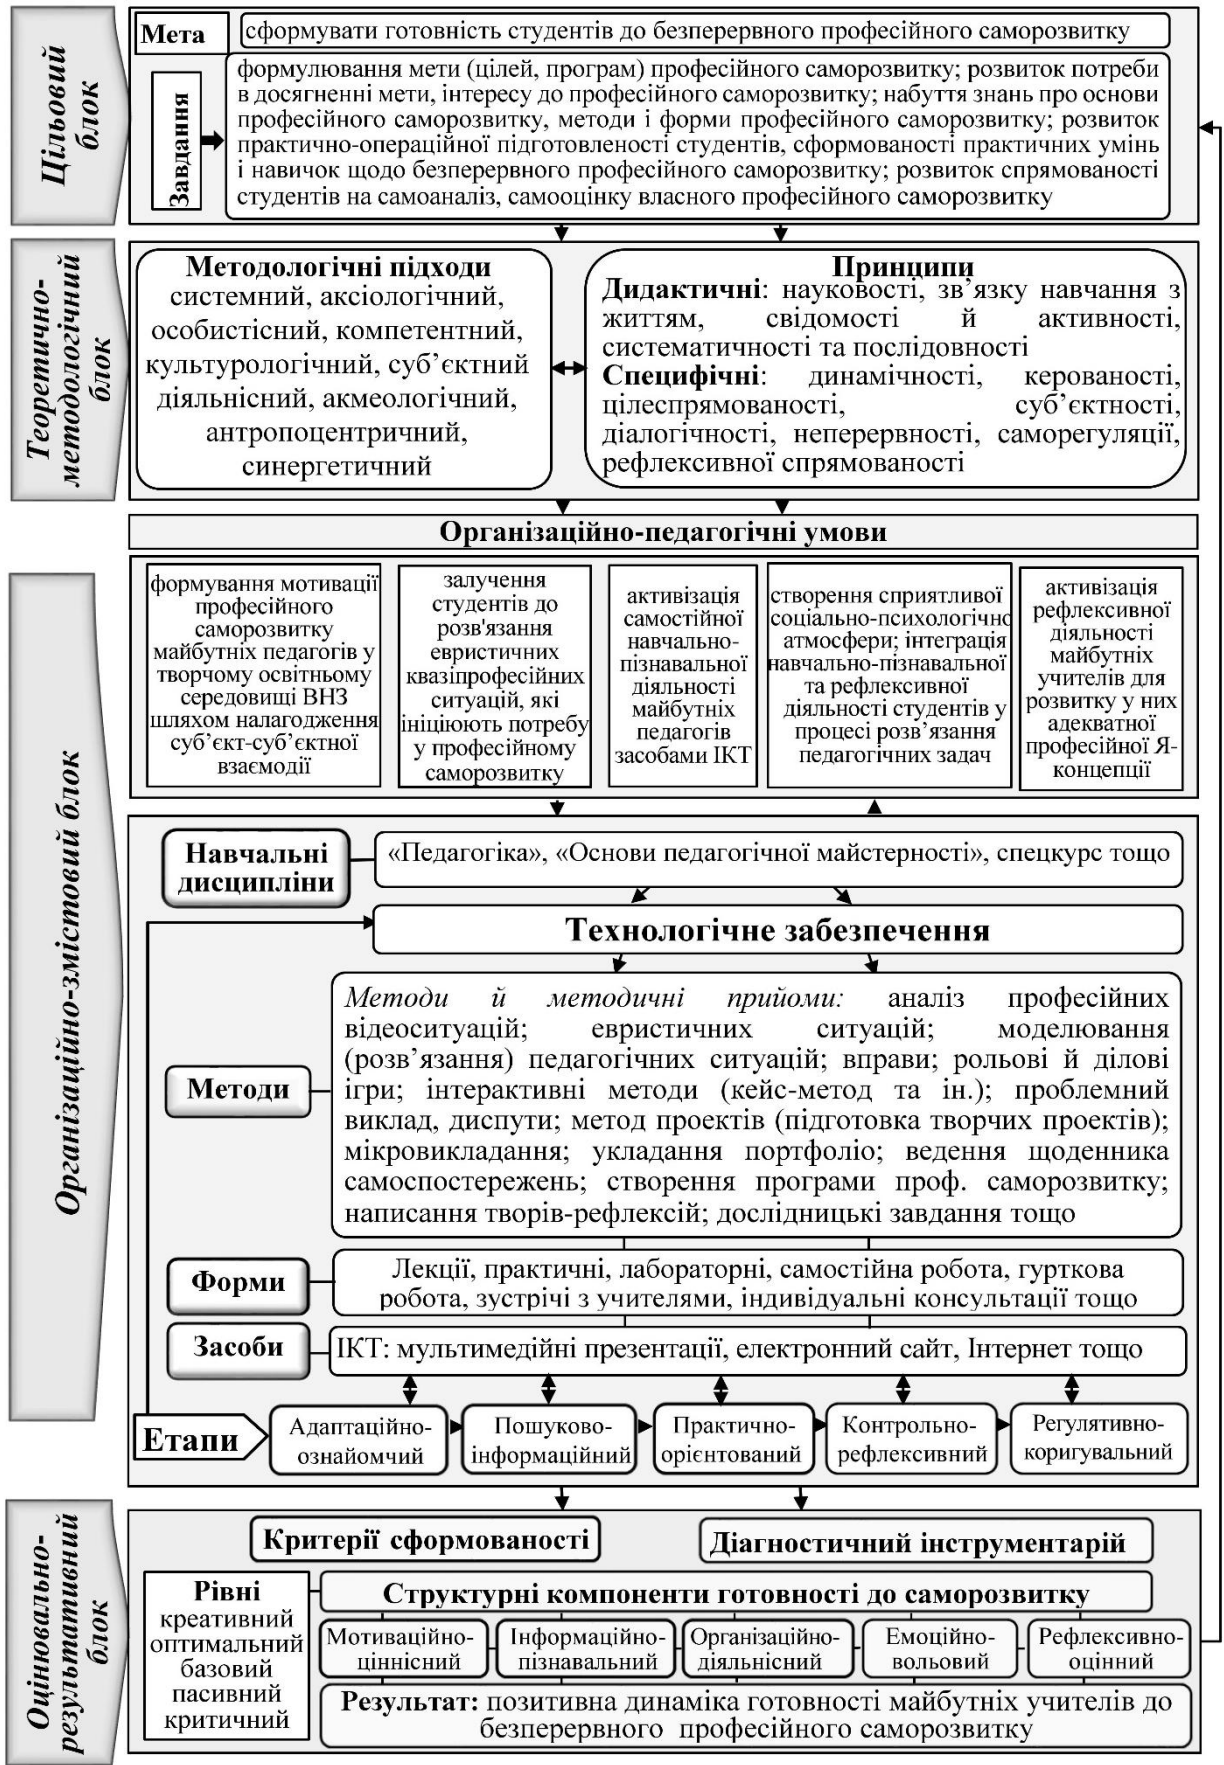 Цільовий
блок
Мета
сформувати готовність студентів до безперервного професійного саморозвитку
Завдання
формулювання мети (цілей, програм) професійного саморозвитку; розвиток потреби
в досягненні мети, інтересу до професійного саморозвитку; набуття знань про основи
професійного саморозвитку, методи і форми професійного саморозвитку; розвиток
практично-операційної підготовленості студентів, сформованості практичних умінь
і навичок щодо безперервного професійного саморозвитку; розвиток спрямованості
студентів на самоаналіз, самооцінку власного професійного саморозвитку
Теоретично-
методологічний
блок
Методологічні підходи
системний, аксіологічний,
особистісний, компетентний,
культурологічний, суб’єктний
діяльнісний, акмеологічний,
антропоцентричний,
синергетичний
Принципи
Дидактичні: науковості, зв’язку навчання з
життям, свідомості й активності,
систематичності та послідовності
Специфічні: динамічності, керованості,
цілеспрямованості, суб’єктності,
діалогічності, неперервності, саморегуляції,
рефлексивної спрямованості
Організаційно-змістовий блок
Організаційно-педагогічні умови
формування мотивації
професійного
саморозвитку
майбутніх педагогів у
творчому освітньому
середовищі ВНЗ
шляхом налагодження
суб’єкт-суб’єктної
взаємодії
залучення
студентів до
розв'язання
евристичних
квазіпрофесійних
ситуацій, які
ініціюють потребу
у професійному
саморозвитку
активізація
самостійної
навчально-
пізнавальної
діяльності
майбутніх
педагогів
засобами ІКТ
створення сприятливої
соціально-психологічно
атмосфери; інтеграція
навчально-пізнавальної
та рефлексивної
діяльності студентів у
процесі розв’язання
педагогічних задач
активізація
рефлексивної
діяльності
майбутніх
учителів для
розвитку у них
адекватної
професійної Я-
концепції
Навчальні
дисципліни
«Педагогіка», «Основи педагогічної майстерності», спецкурс тощо
Технологічне забезпечення
Методи
Методи й методичні прийоми: аналіз професійних
відеоситуацій; евристичних ситуацій; моделювання
(розв’язання) педагогічних ситуацій; вправи; рольові й ділові
ігри; інтерактивні методи (кейс-метод та ін.); проблемний
виклад, диспути; метод проектів (підготовка творчих проектів);
мікровикладання; укладання портфоліо; ведення щоденника
самоспостережень; створення програми проф. саморозвитку;
написання творів-рефлексій; дослідницькі завдання тощо
Форми
Лекції, практичні, лабораторні, самостійна робота, гурткова
робота, зустрічі з учителями, індивідуальні консультації тощо
Засоби
ІКТ: мультимедійні презентації, електронний сайт, Інтернет тощо
Етапи
Адаптаційно-
ознайомчий
Пошуково-
інформаційний
Практично-
орієнтований
Контрольно-
рефлексивний
Регулятивно-
коригувальний
Оцінювально-
результативний
блок
Критерії сформованості
Діагностичний інструментарій
Рівні
креативний
оптимальний
базовий
пасивний
критичний
Структурні компоненти готовності до саморозвитку
Мотиваційно-
ціннісний
Інформаційно-
пізнавальний
Організаційно-
діяльнісний
Емоційно-
вольовий
Рефлексивно-
оцінний
Результат: позитивна динаміка готовності майбутніх учителів до
безперервного професійного саморозвитку